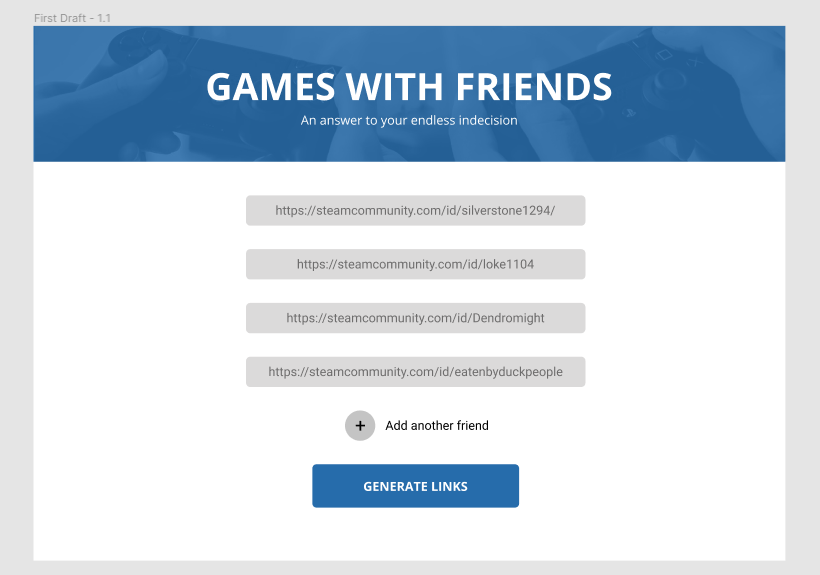 First Draft - 1.1
GAMES WITH FRIENDS
An answer to your endless indecision
https://steamcommunity.com/id/silverstone1294/
https://steamcommunity.com/id/loke1104
https://steamcommunity.com/id/Dendromight
https://steamcommunity.com/id/eatenbyduckpeople
+ Add another friend
GENERATE LINKS